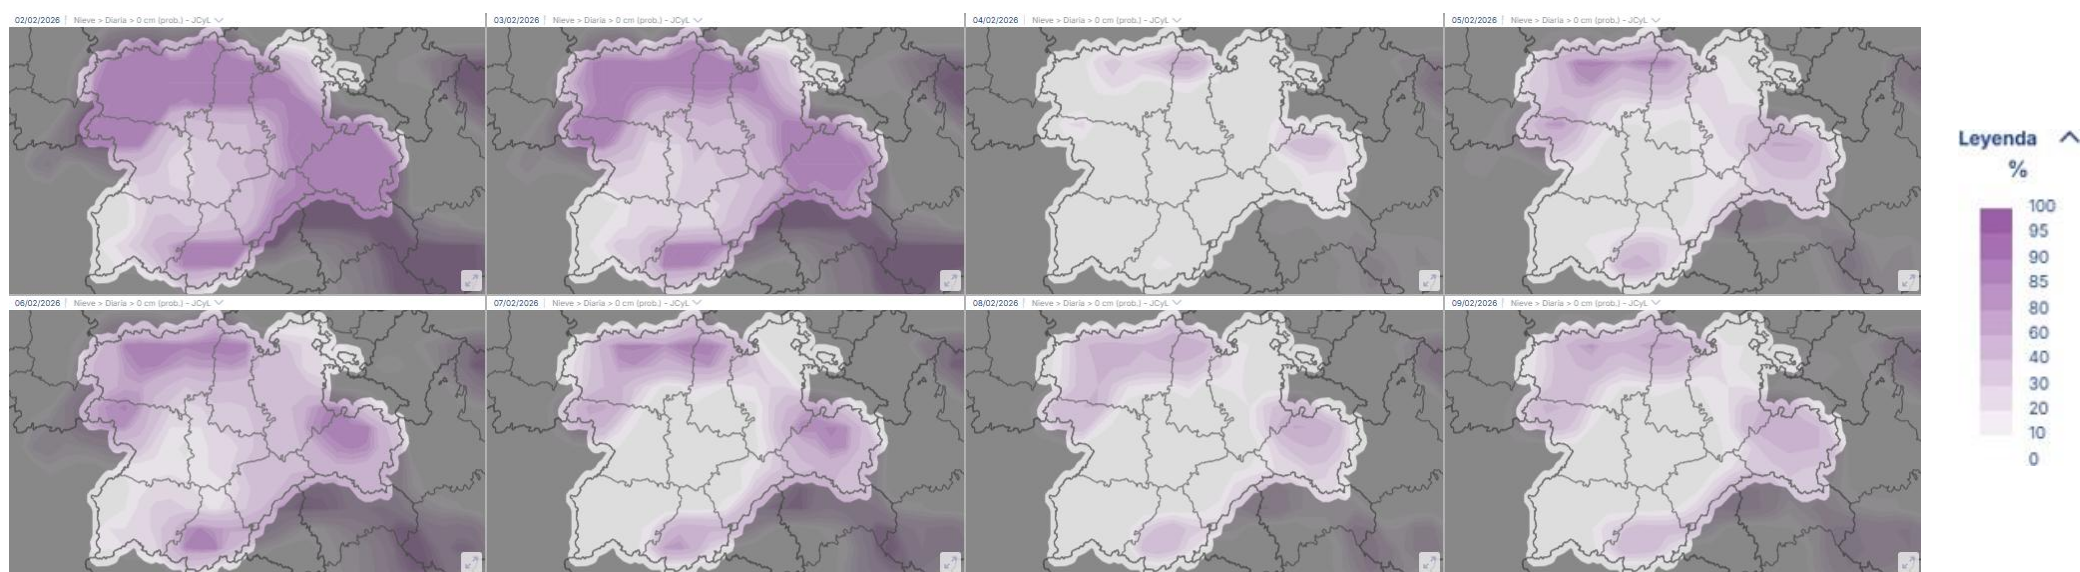 02/02/2026 Nieve > Diaria > 0 cm (prob.) - JCyL
03/02/2026 Nieve > Diaria > 0 cm (prob.) - JCyL
04/02/2026 Nieve > Diaria > 0 cm (prob.) - JCyL
05/02/2026 Nieve > Diaria > 0 cm (prob.) - JCyL
06/02/2026 Nieve > Diaria > 0 cm (prob.) - JCyL
07/02/2026 Nieve > Diaria > 0 cm (prob.) - JCyL
08/02/2026 Nieve > Diaria > 0 cm (prob.) - JCyL
09/02/2026 Nieve > Diaria > 0 cm (prob.) - JCyL
Leyenda
%
100
95
90
85
80
60
40
30
20
10
0